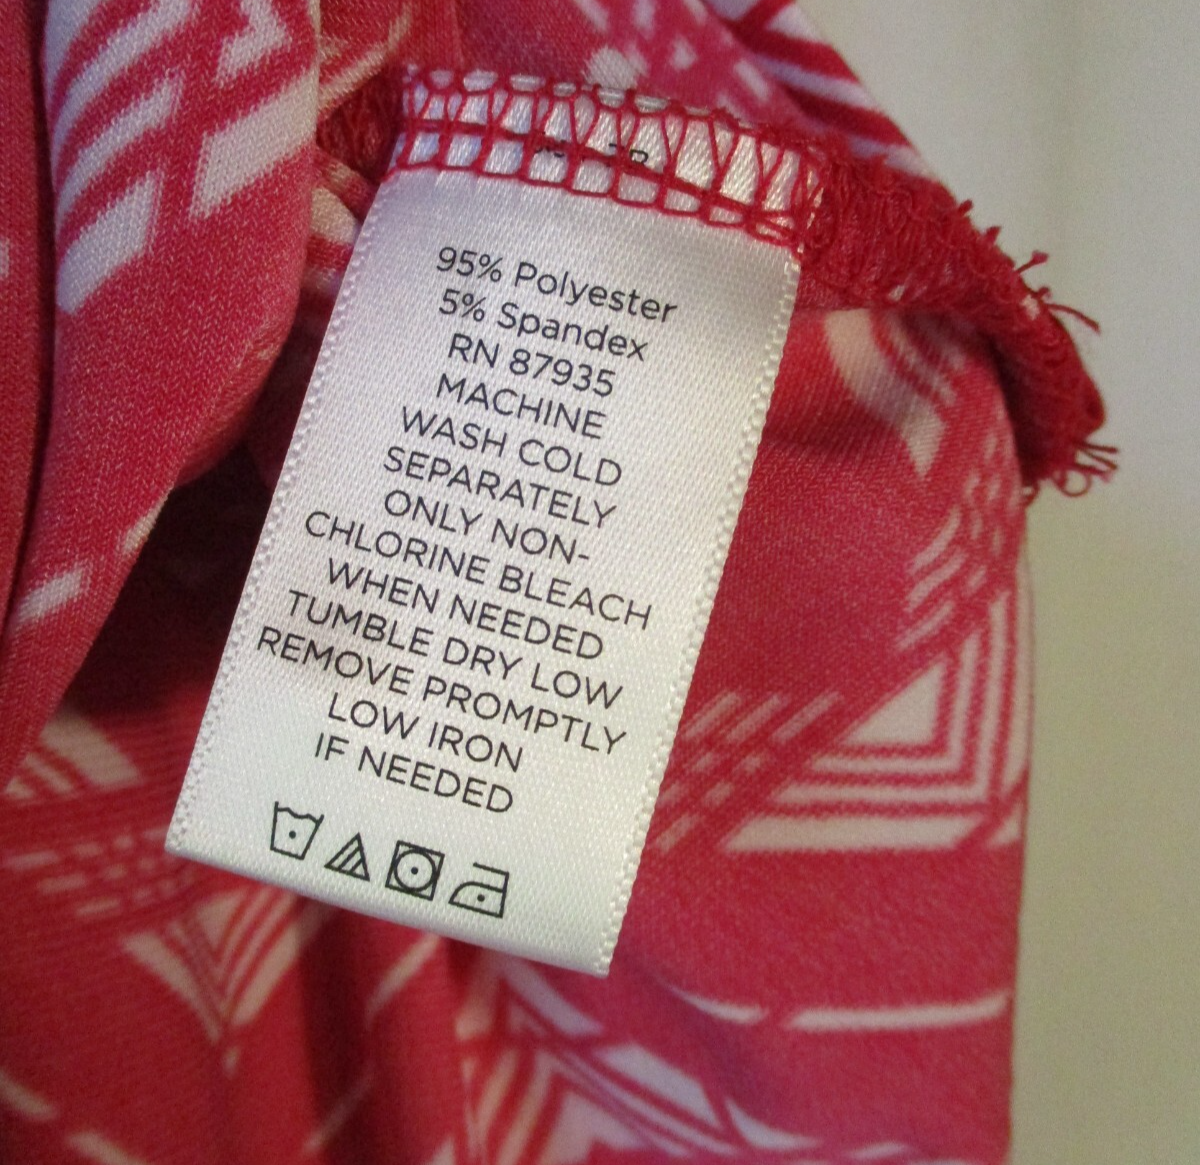 95% Polyester
5% Spandex
RN 87935
MACHINE
WASH COLD
SEPARATELY
ONLY NON-
CHLORINE BLEACH
WHEN NEEDED
TUMBLE DRY LOW
REMOVE PROMPTLY
LOW IRON
IF NEEDED